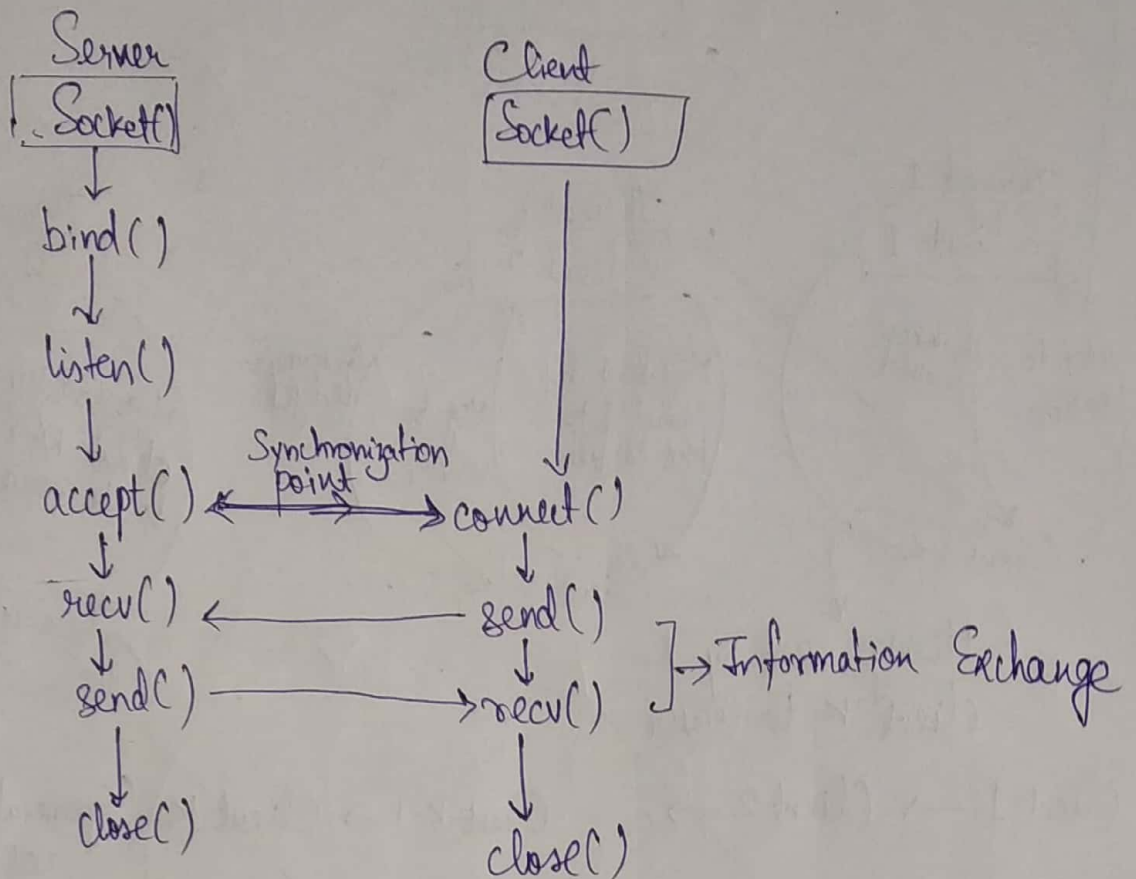 Server
Socket()
bind()
listen()
accept()
recv()
send()
close()
Synchronization
point
Client
Socket()
connect()
send()
recv()
close()
Information Exchange